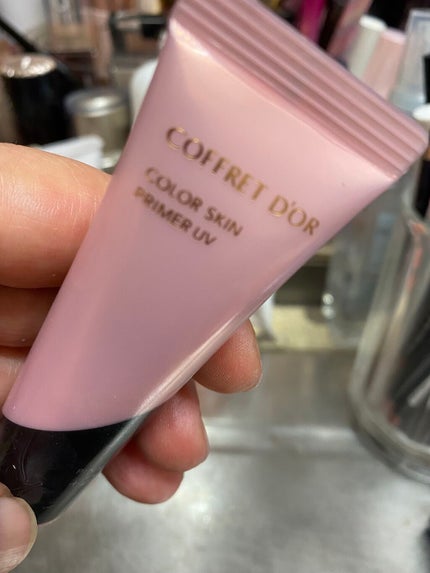 COFFRET D'OR
COLOR SKIN
PRIMER UV